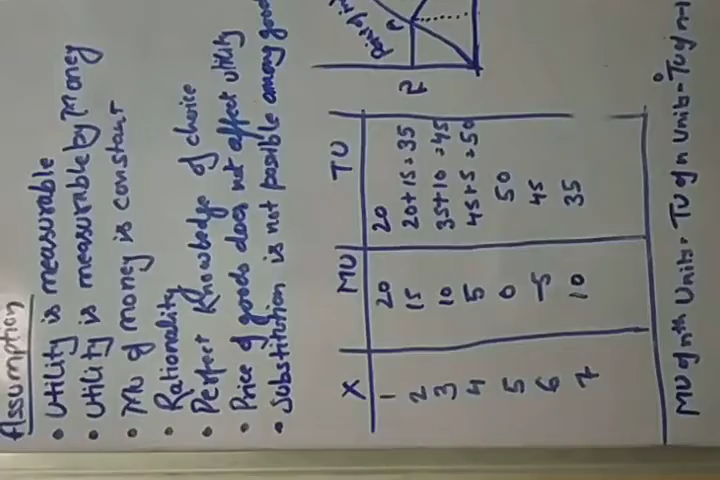 Assumption
• Utility is measurable
• Utility is measurable by Money
• MU of money is constant
• Rationality
• Perfect Knowledge of choice
• Price of goods does not affect utility
• Substitution is not possible among goods
P
X MU TU
1 20 20
2 15 20+15=35
3 10 35+10=45
4 5 45+5=50
5 0 50
6 -5 45
7 10 35
MU of nth Units = TU of n Units - TU of n-1